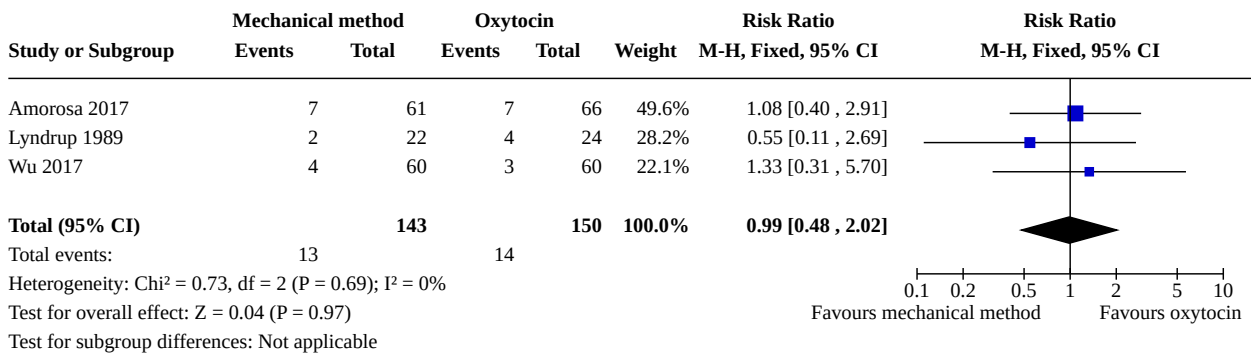 Mechanical method Oxytocin Risk Ratio Risk Ratio
Study or Subgroup Events Total Events Total Weight M-H, Fixed, 95% CI M-H, Fixed, 95% CI
Amorosa 2017 7 61 7 66 49.6% 1.08 [0.40 , 2.91]
Lyndrup 1989 2 22 4 24 28.2% 0.55 [0.11 , 2.69]
Wu 2017 4 60 3 60 22.1% 1.33 [0.31 , 5.70]
Total (95% CI) 143 150 100.0% 0.99 [0.48 , 2.02]
Total events: 13 14
Heterogeneity: Chi² = 0.73, df = 2 (P = 0.69); I² = 0%
0.1 0.2 0.5 1 2 5 10
Test for overall effect: Z = 0.04 (P = 0.97)
Favours mechanical method Favours oxytocin
Test for subgroup differences: Not applicable